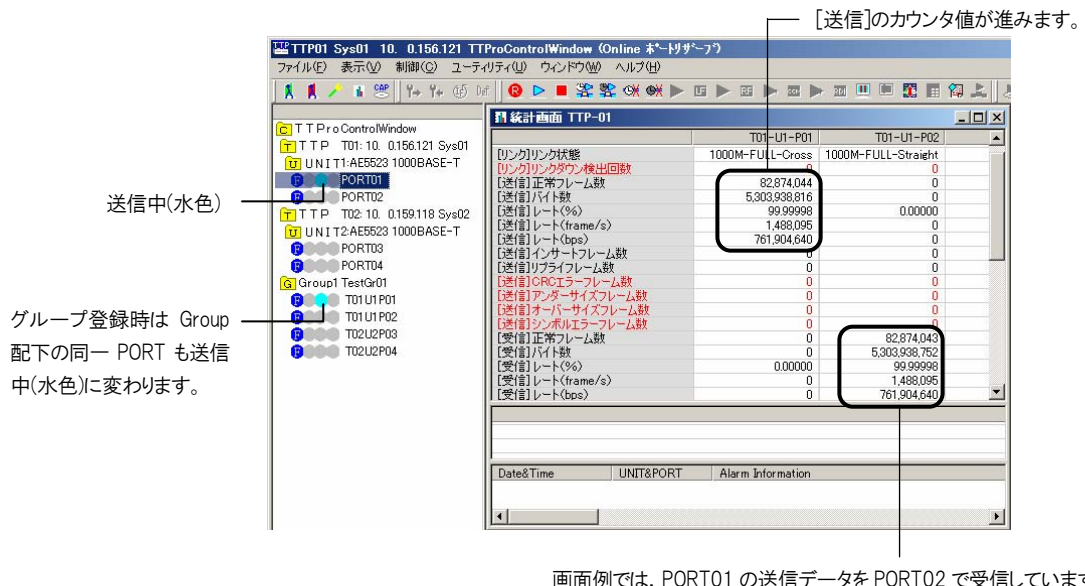 [送信]のカウンタ値が進みます。
TTP01 Sys01 10. 0.156.121 TTProControlWindow (Online ﾎﾟｰﾄﾘｻﾞｰﾌﾞ)
ファイル(F) 表示(V) 制御(C) ユーティリティ(U) ウィンドウ(W) ヘルプ(H)
統計画面 TTP-01
TTProControlWindow
TTP T01: 10. 0.156.121 Sys01
UNIT1:AE5523 1000BASE-T
PORT01
PORT02
TTP T02: 10. 0.159.118 Sys02
UNIT2:AE5523 1000BASE-T
PORT03
PORT04
Group1 TestGr01
T01U1P01
T01U1P02
T02U2P03
T02U2P04
送信中(水色)
グループ登録時は Group
配下の同一 PORT も送信
中(水色)に変わります。
T01-U1-P01 T01-U1-P02
[リンク]リンク状態 1000M-FULL-Cross 1000M-FULL-Straight
[リンク]リンクダウン検出回数 0 0
[送信]正常フレーム数 82,874,044 0
[送信]バイト数 5,303,938,816 0
[送信]レート(%) 99.99998 0.00000
[送信]レート(frame/s) 1,488,095 0
[送信]レート(bps) 761,904,640 0
[送信]インサートフレーム数 0 0
[送信]リプライフレーム数 0 0
[送信]CRCエラーフレーム数 0 0
[送信]アンダーサイズフレーム数 0 0
[送信]オーバーサイズフレーム数 0 0
[送信]シンボルエラーフレーム数 0 0
[受信]正常フレーム数 0 82,874,043
[受信]バイト数 0 5,303,938,752
[受信]レート(%) 0.00000 99.99998
[受信]レート(frame/s) 0 1,488,095
[受信]レート(bps) 0 761,904,640
Date&Time UNIT&PORT Alarm Information
画面例では, PORT01 の送信データを PORT02 で受信しています